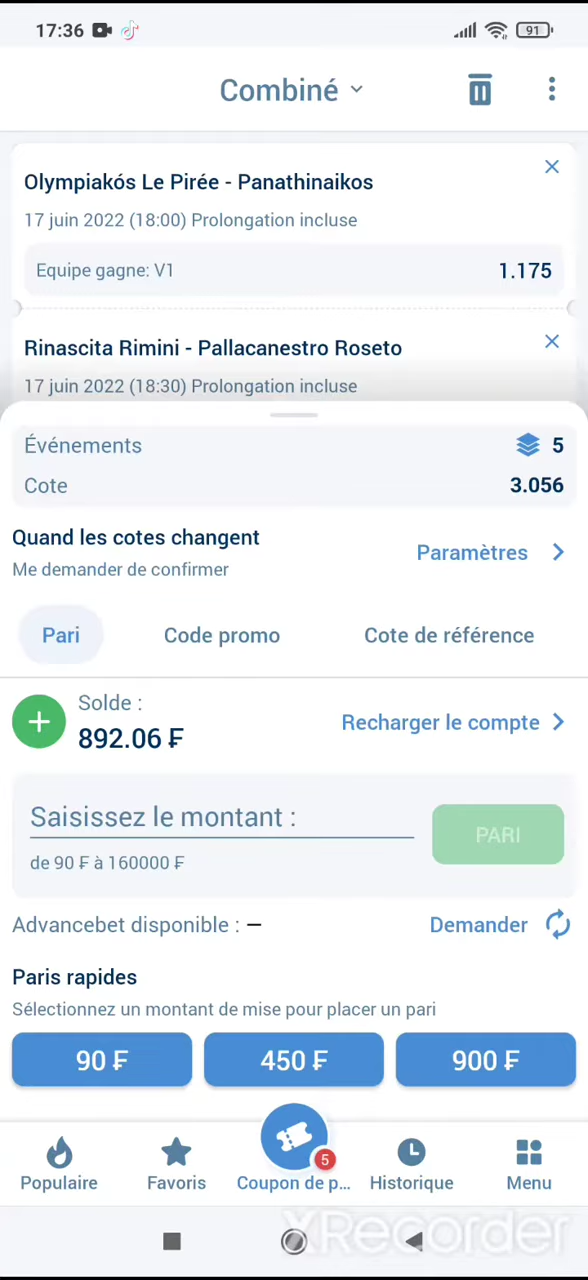 17:36
91
Combiné
Olympiakós Le Pirée - Panathinaikos
17 juin 2022 (18:00) Prolongation incluse
Equipe gagne: V1 1.175
Rinascita Rimini - Pallacanestro Roseto
17 juin 2022 (18:30) Prolongation incluse
Événements 5
Cote 3.056
Quand les cotes changent
Paramètres
Me demander de confirmer
Pari Code promo Cote de référence
Solde :
892.06 ₣
Recharger le compte
Saisissez le montant :
PARI
de 90 ₣ à 160000 ₣
Advancebet disponible : — Demander
Paris rapides
Sélectionnez un montant de mise pour placer un pari
90 ₣ 450 ₣ 900 ₣
5
Populaire Favoris Coupon de p... Historique Menu
XRecorder